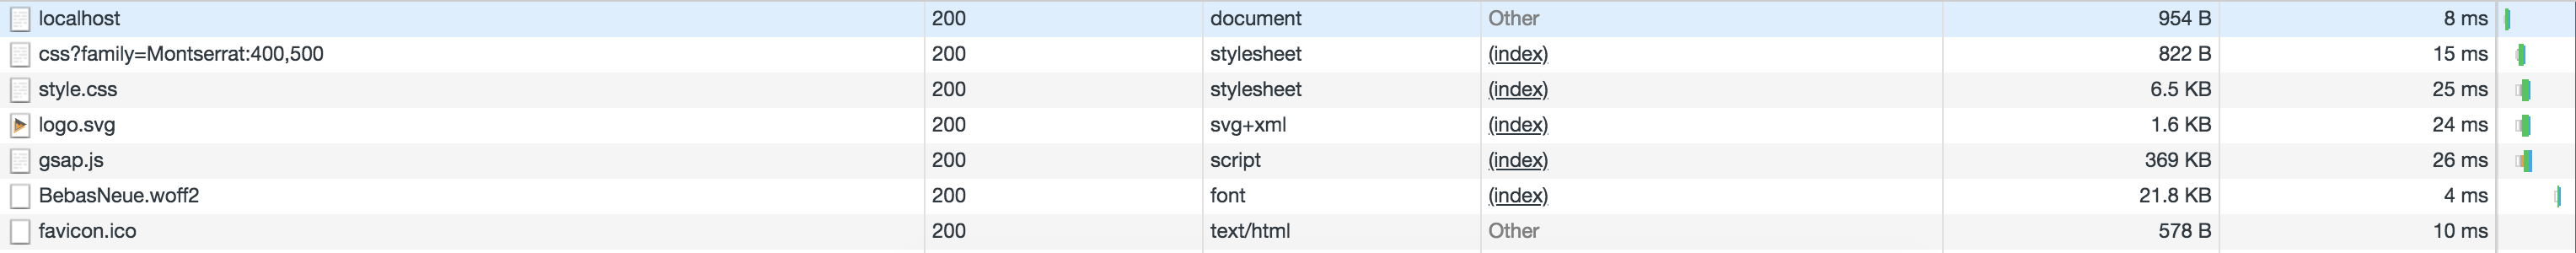 localhost 200 document Other 954 B 8 ms
css?family=Montserrat:400,500 200 stylesheet (index) 822 B 15 ms
style.css 200 stylesheet (index) 6.5 KB 25 ms
logo.svg 200 svg+xml (index) 1.6 KB 24 ms
gsap.js 200 script (index) 369 KB 26 ms
BebasNeue.woff2 200 font (index) 21.8 KB 4 ms
favicon.ico 200 text/html Other 578 B 10 ms